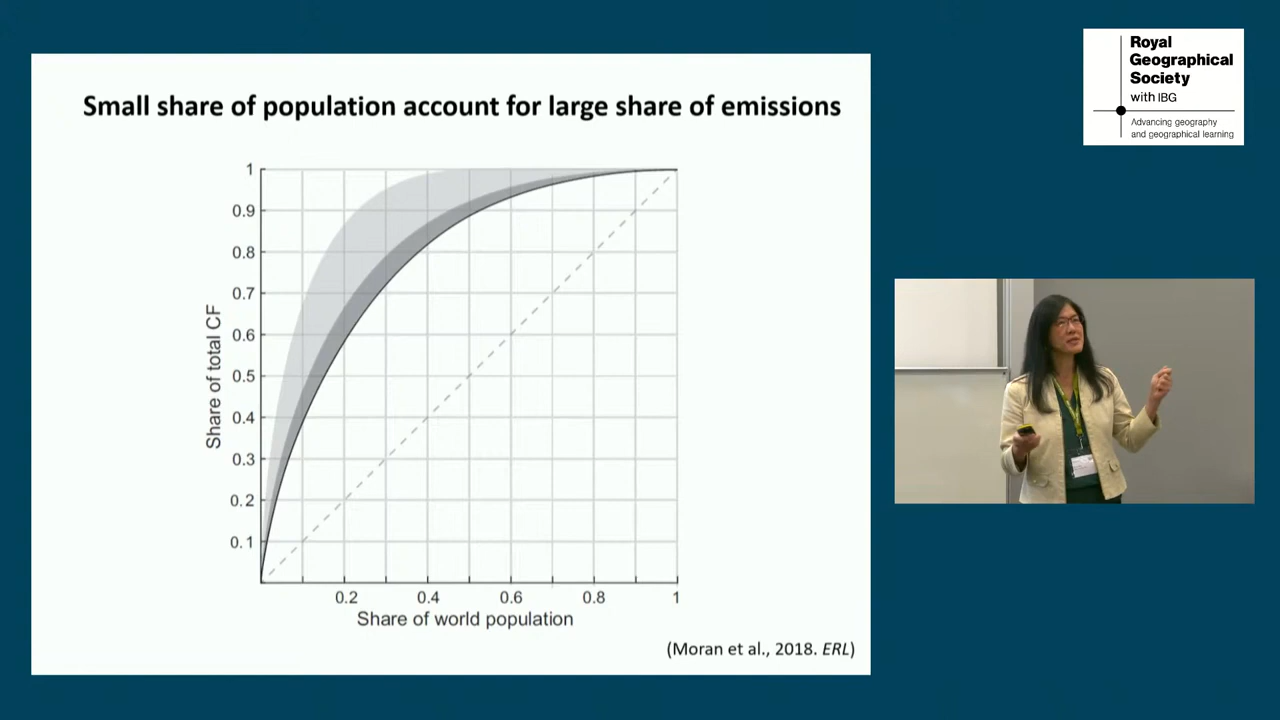 Small share of population account for large share of emissions
1
0.9
0.8
0.7
0.6
0.5
0.4
0.3
0.2
0.1
Share of total CF
0.2 0.4 0.6 0.8 1
Share of world population
(Moran et al., 2018. ERL)
Royal
Geographical
Society
with IBG
Advancing geography
and geographical learning